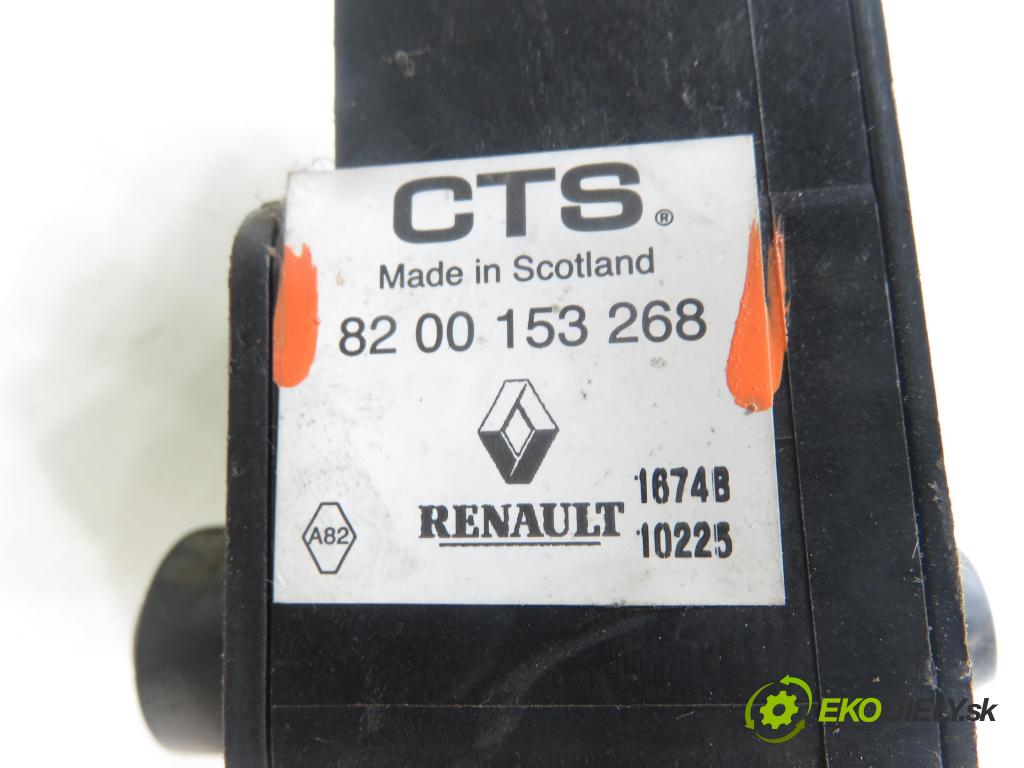 CTS®
Made in Scotland
82 00 153 268
RENAULT
1674B
10225
A82
EKODIELY.sk